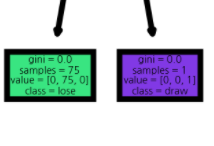 gini = 0.0
samples = 75
value = [0, 75, 0]
class = lose
gini = 0.0
samples = 1
value = [0, 0, 1]
class = draw